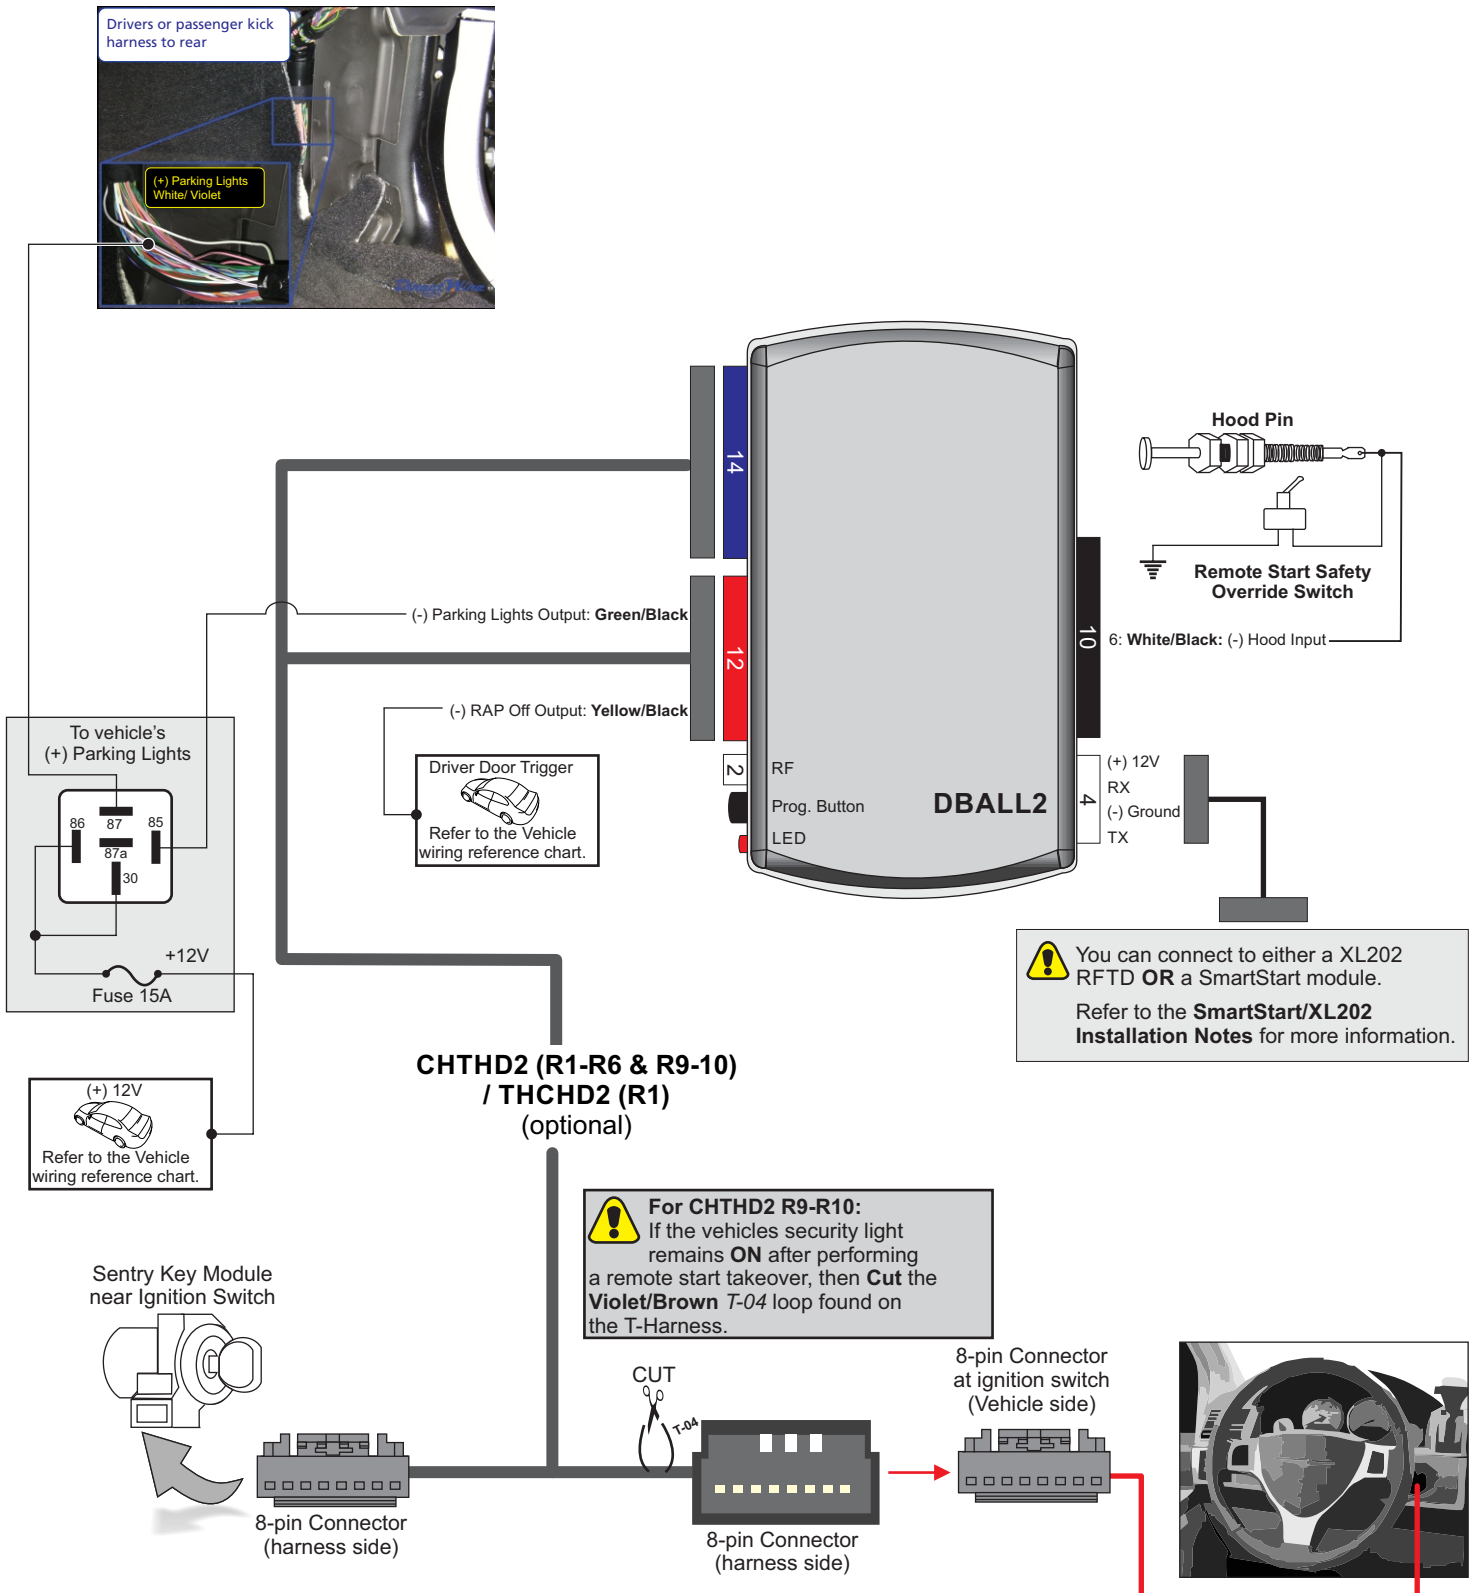 Drivers or passenger kick
harness to rear
(+) Parking Lights
White/ Violet
14
Hood Pin
Remote Start Safety
Override Switch
(-) Parking Lights Output: Green/Black
12
10
6: White/Black: (-) Hood Input
(-) RAP Off Output: Yellow/Black
To vehicle's
(+) Parking Lights
86
87
85
87a
30
+12V
Fuse 15A
Driver Door Trigger
Refer to the Vehicle
wiring reference chart.
2
RF
Prog. Button
LED
DBALL2
4
(+) 12V
RX
(-) Ground
TX
You can connect to either a XL202
RFTD OR a SmartStart module.
Refer to the SmartStart/XL202
Installation Notes for more information.
CHTHD2 (R1-R6 & R9-10)
/ THCHD2 (R1)
(optional)
(+) 12V
Refer to the Vehicle
wiring reference chart.
For CHTHD2 R9-R10:
If the vehicles security light
remains ON after performing
a remote start takeover, then Cut the
Violet/Brown T-04 loop found on
the T-Harness.
Sentry Key Module
near Ignition Switch
CUT
T-04
8-pin Connector
at ignition switch
(Vehicle side)
8-pin Connector
(harness side)
8-pin Connector
(harness side)